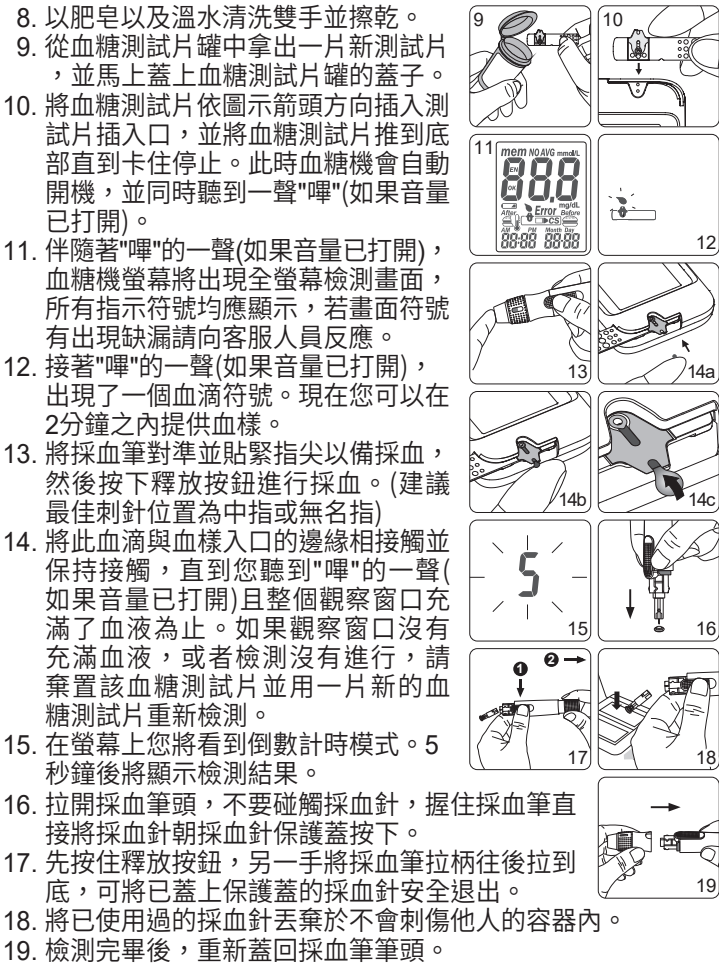 8. 以肥皂以及溫水清洗雙手並擦乾。
9. 從血糖測試片罐中拿出一片新測試片
，並馬上蓋上血糖測試片罐的蓋子。
10. 將血糖測試片依圖示箭頭方向插入測
試片插入口，並將血糖測試片推到底
部直到卡住停止。此時血糖機會自動
開機，並同時聽到一聲"嗶"(如果音量
已打開)。
11. 伴隨著"嗶"的一聲(如果音量已打開)，
血糖機螢幕將出現全螢幕檢測畫面，
所有指示符號均應顯示，若畫面符號
有出現缺漏請向客服人員反應。
12. 接著"嗶"的一聲(如果音量已打開)，
出現了一個血滴符號。現在您可以在
2分鐘之內提供血樣。
13. 將採血筆對準並貼緊指尖以備採血，
然後按下釋放按鈕進行採血。(建議
最佳刺針位置為中指或無名指)
14. 將此血滴與血樣入口的邊緣相接觸並
保持接觸，直到您聽到"嗶"的一聲(
如果音量已打開)且整個觀察窗口充
滿了血液為止。如果觀察窗口沒有
充滿血液，或者檢測沒有進行，請
棄置該血糖測試片並用一片新的血
糖測試片重新檢測。
15. 在螢幕上您將看到倒數計時模式。5
秒鐘後將顯示檢測結果。
16. 拉開採血筆頭，不要碰觸採血針，握住採血筆直
接將採血針朝採血針保護蓋按下。
17. 先按住釋放按鈕，另一手將採血筆拉柄往後拉到
底，可將已蓋上保護蓋的採血針安全退出。
18. 將已使用過的採血針丟棄於不會刺傷他人的容器內。
19. 檢測完畢後，重新蓋回採血筆筆頭。
9
10
11
mem NO AVG mmol/L
EN
OK
88.8
mg/dL
After Error Before
CS
AM PM Month Day
88:88 88:88
12
13
14a
14b
14c
5
15
16
1 2
17
18
19